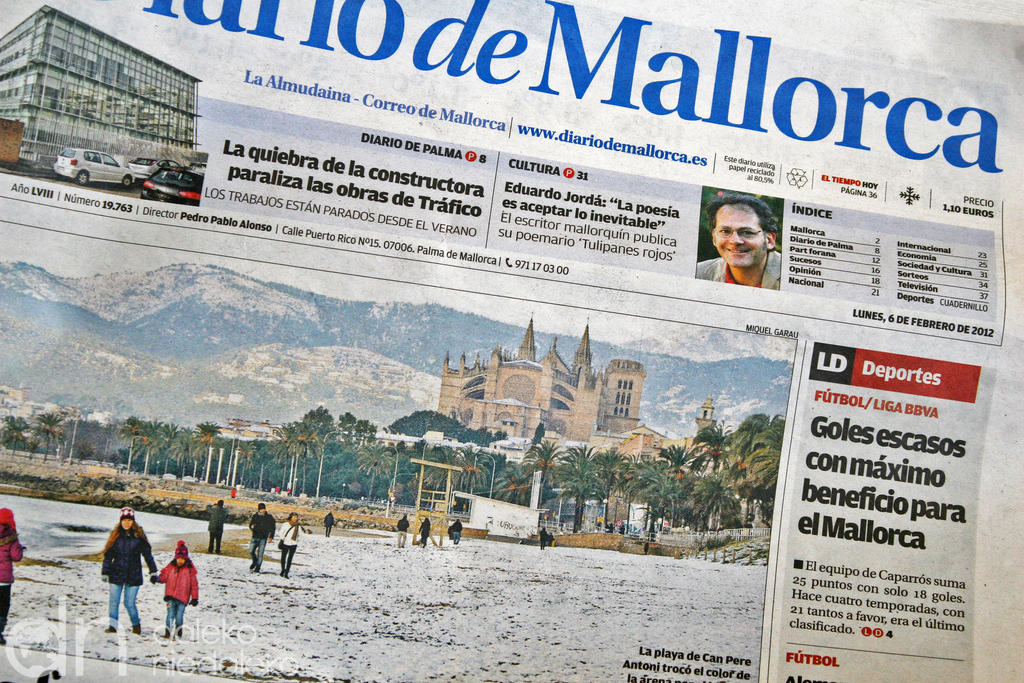 Diario de Mallorca
La Almudaina - Correo de Mallorca | www.diariodemallorca.es
Este diario utiliza
papel reciclado
al 80,5%
EL TIEMPO HOY
PÁGINA 36
PRECIO
1,10 EUROS
DIARIO DE PALMA P 8
La quiebra de la constructora
paraliza las obras de Tráfico
LOS TRABAJOS ESTÁN PARADOS DESDE EL VERANO
CULTURA P 31
Eduardo Jordá: “La poesía
es aceptar lo inevitable”
El escritor mallorquín publica
su poemario ‘Tulipanes rojos’
ÍNDICE
Mallorca 2
Diario de Palma 8
Part forana 12
Sucesos 16
Opinión 18
Nacional 21
Internacional 23
Economía 25
Sociedad y Cultura 31
Sorteos 34
Televisión 37
Deportes CUADERNILLO
Año LVIII | Número 19.763 | Director Pedro Pablo Alonso | Calle Puerto Rico Nº15. 07006. Palma de Mallorca | 971 17 03 00
LUNES, 6 DE FEBRERO DE 2012
MIQUEL GARAU
LD Deportes
FÚTBOL/LIGA BBVA
Goles escasos
con máximo
beneficio para
el Mallorca
■ El equipo de Caparrós suma
25 puntos con solo 18 goles.
Hace cuatro temporadas, con
21 tantos a favor, era el último
clasificado. LD 4
FÚTBOL
La playa de Can Pere
Antoni trocó el color de
dn daleko
niedaleko